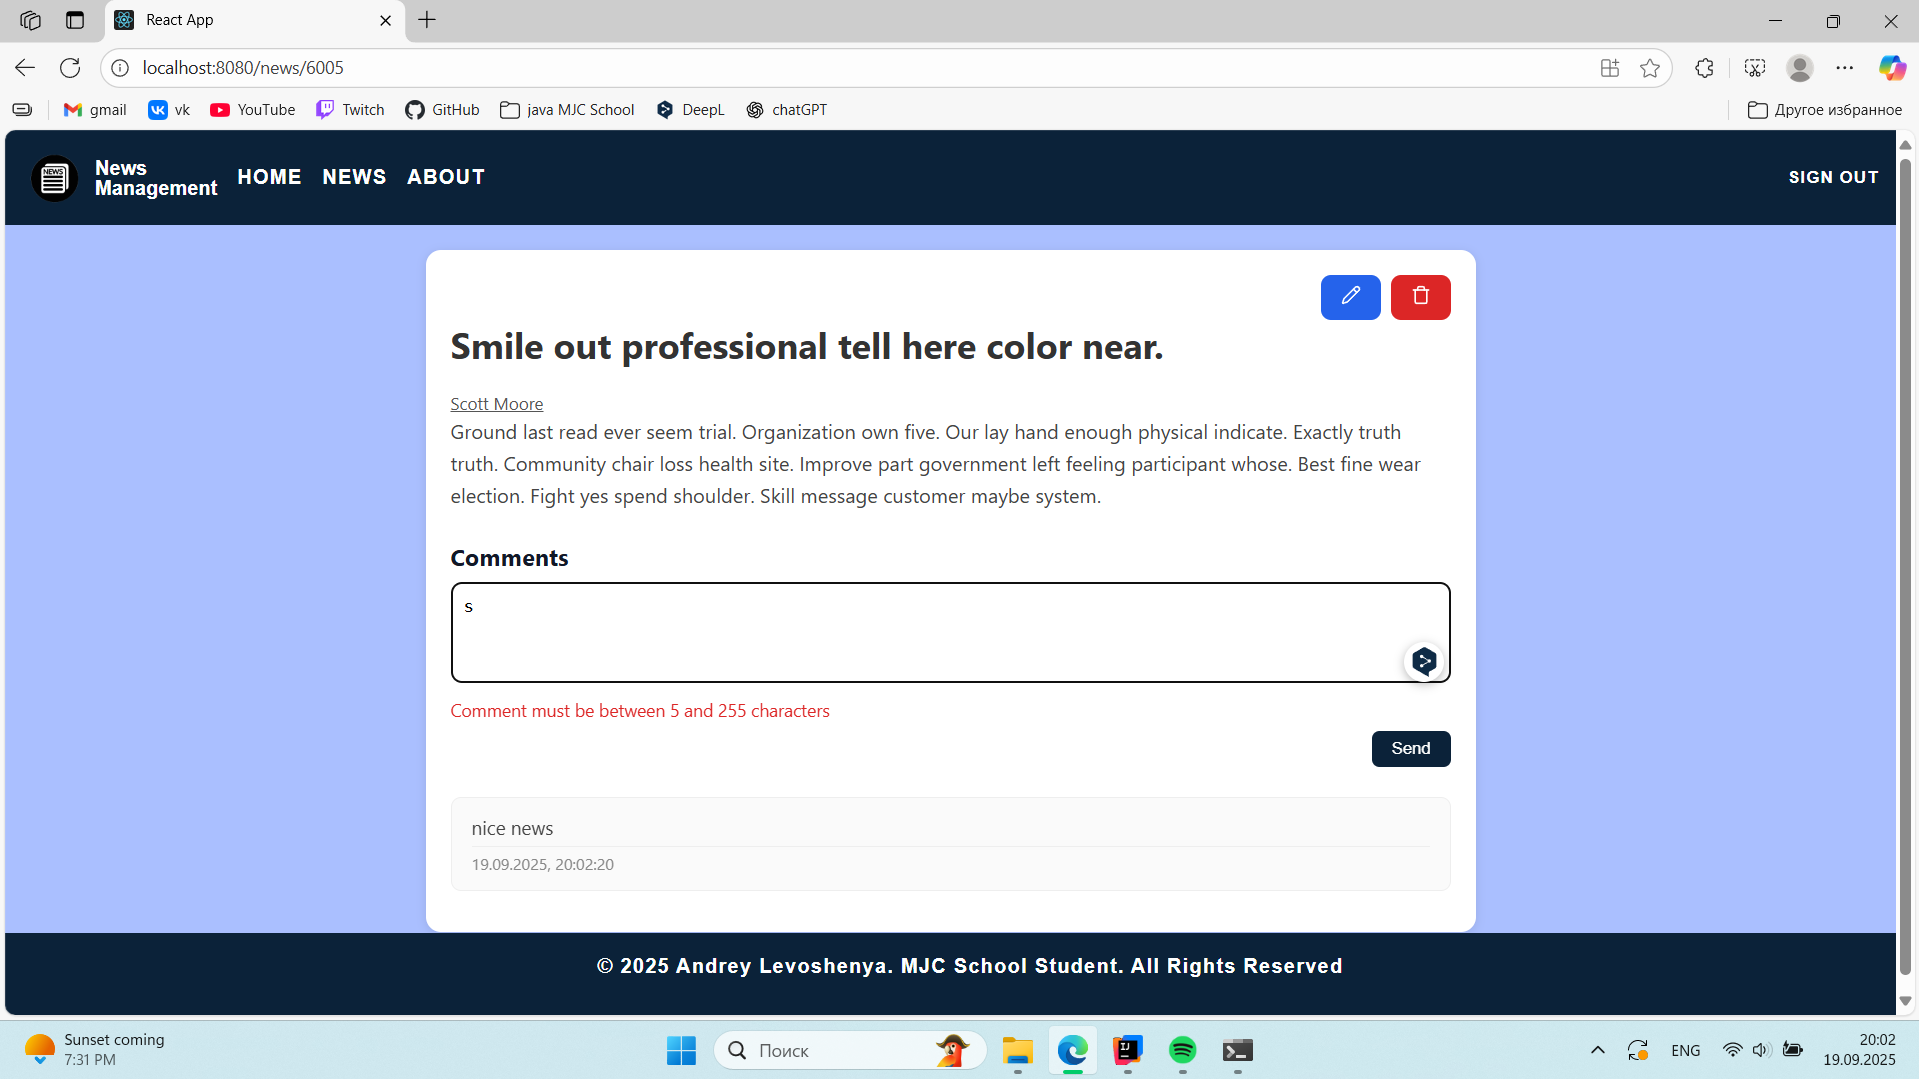 React App
localhost:8080/news/6005
gmail
vk
YouTube
Twitch
GitHub
java MJC School
DeepL
chatGPT
Другое избранное
NEWS
News
Management
HOME
NEWS
ABOUT
SIGN OUT
Smile out professional tell here color near.
Scott Moore
Ground last read ever seem trial. Organization own five. Our lay hand enough physical indicate. Exactly truth
truth. Community chair loss health site. Improve part government left feeling participant whose. Best fine wear
election. Fight yes spend shoulder. Skill message customer maybe system.
Comments
s
Comment must be between 5 and 255 characters
Send
nice news
19.09.2025, 20:02:20
© 2025 Andrey Levoshenya. MJC School Student. All Rights Reserved
Sunset coming
7:31 PM
Поиск
ENG
20:02
19.09.2025